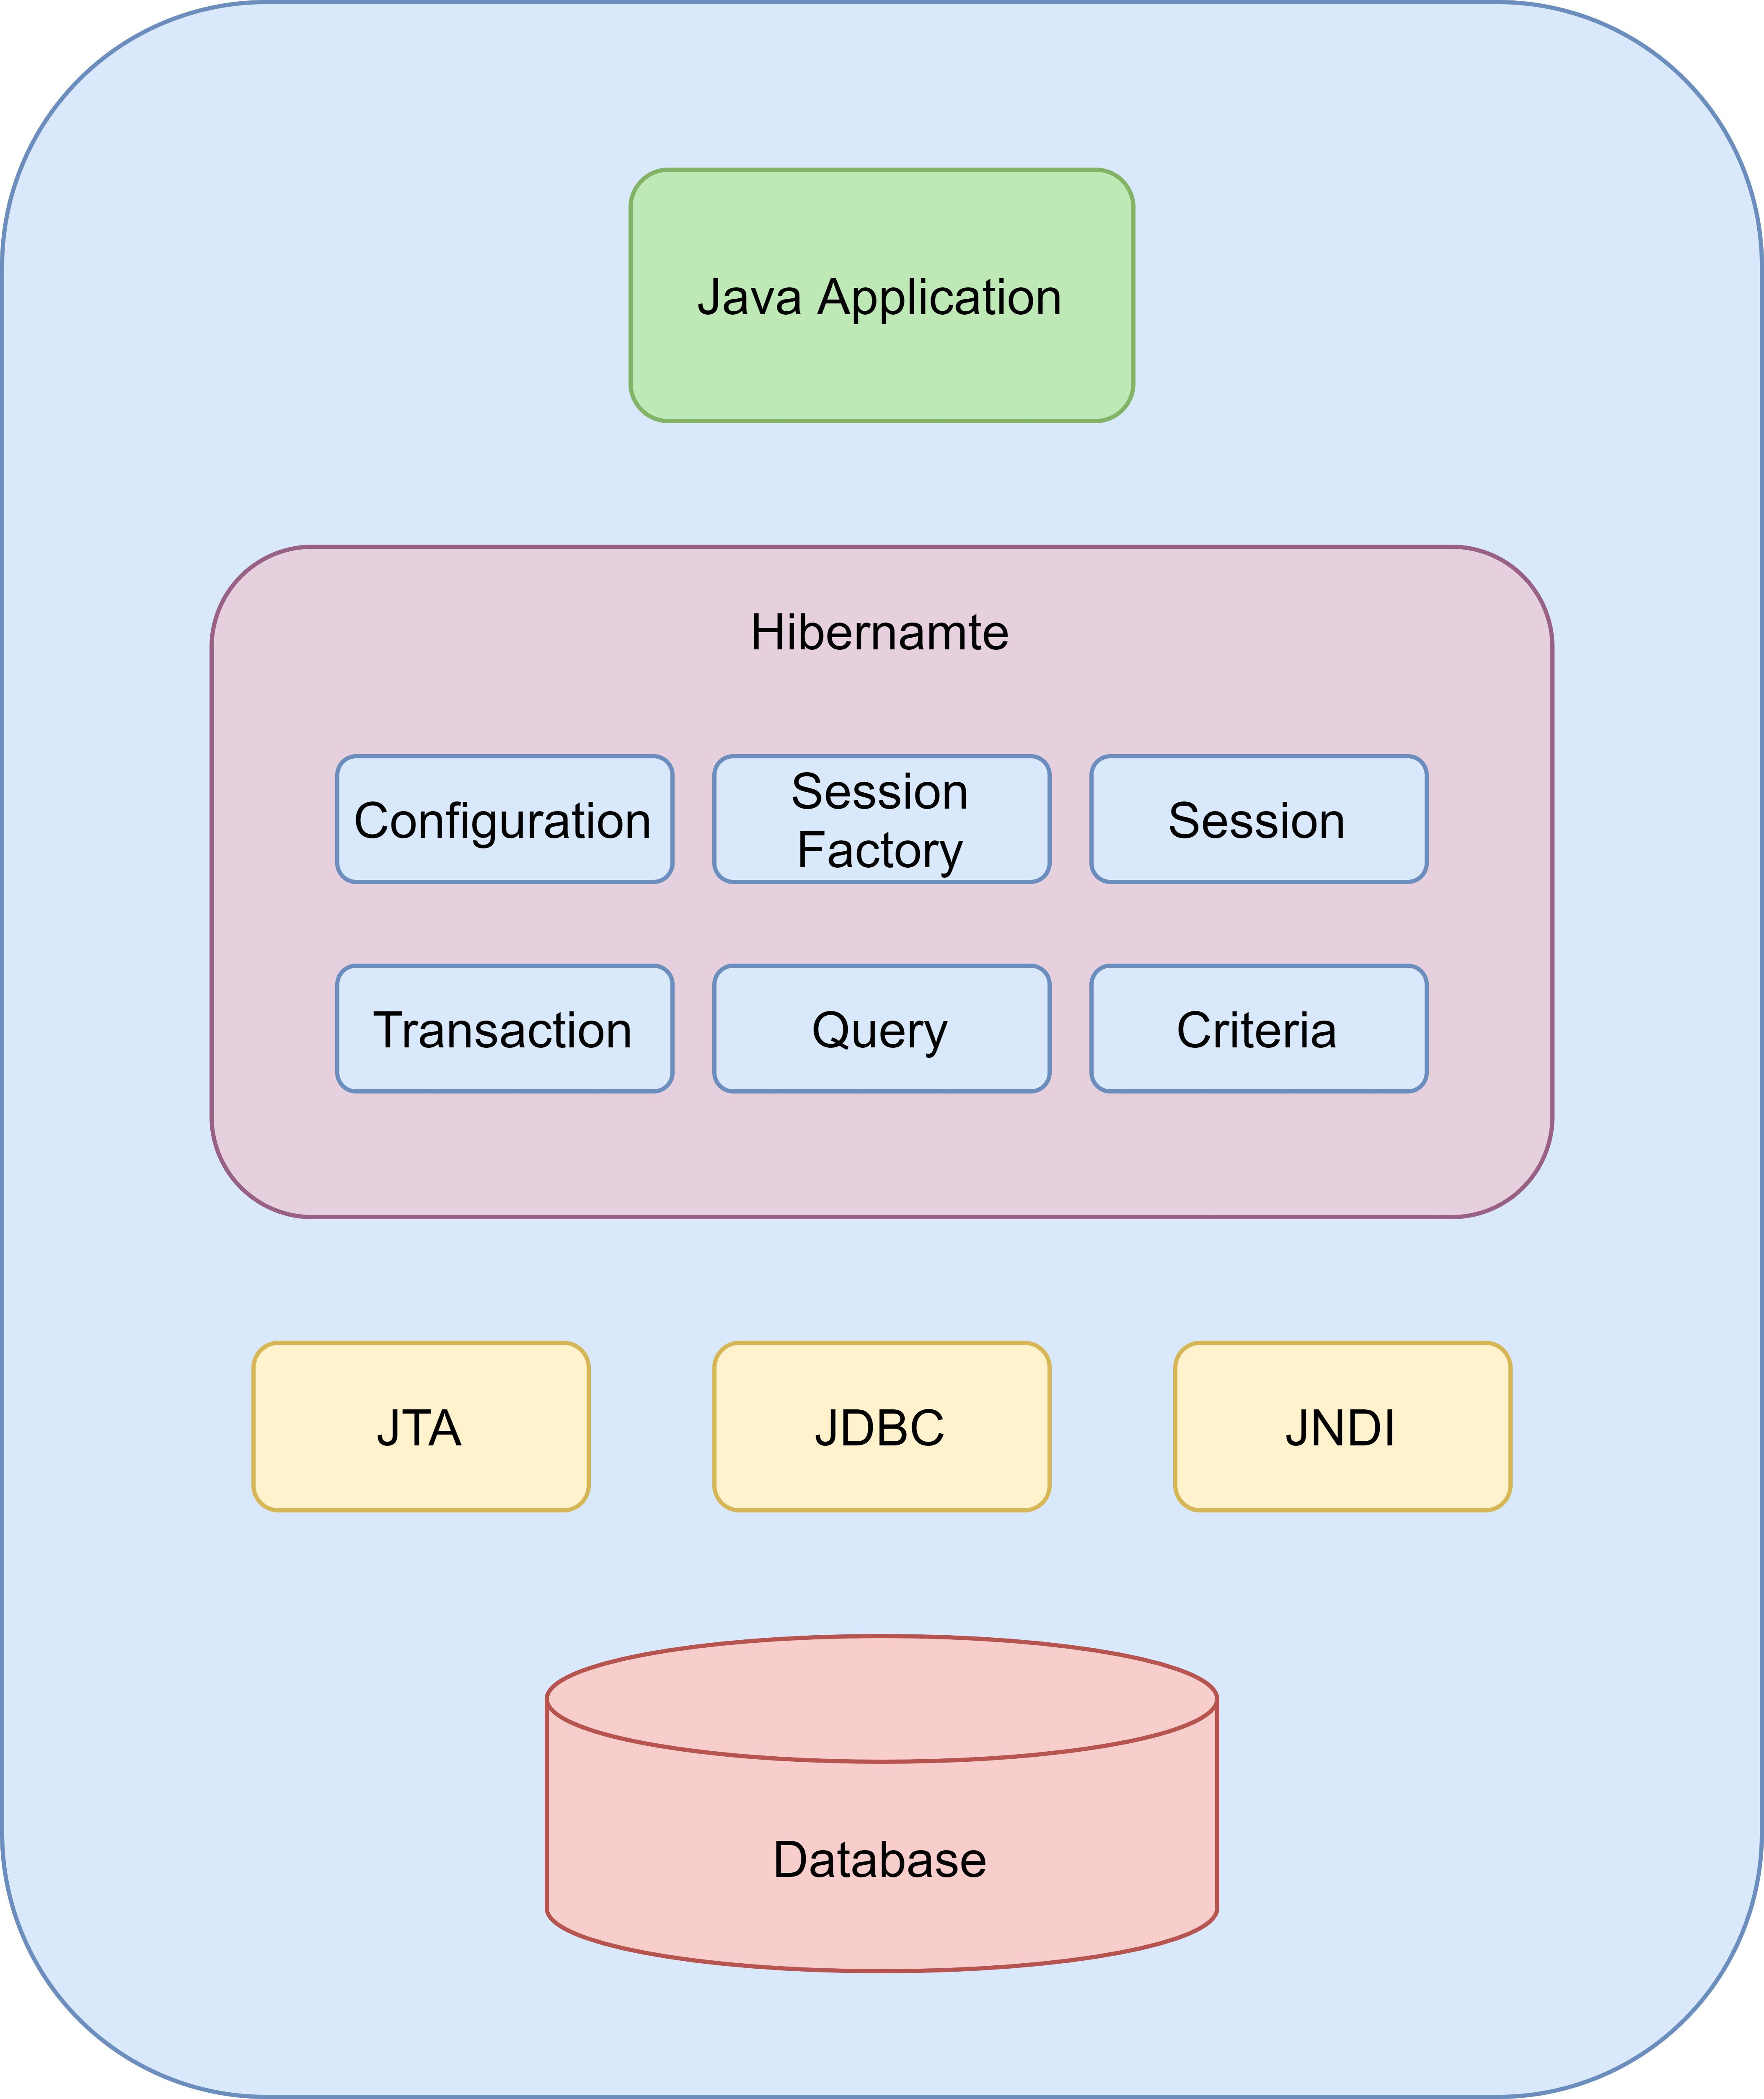 Java Application
Hibernamte
Configuration
Session
Factory
Session
Transaction
Query
Criteria
JTA
JDBC
JNDI
Database